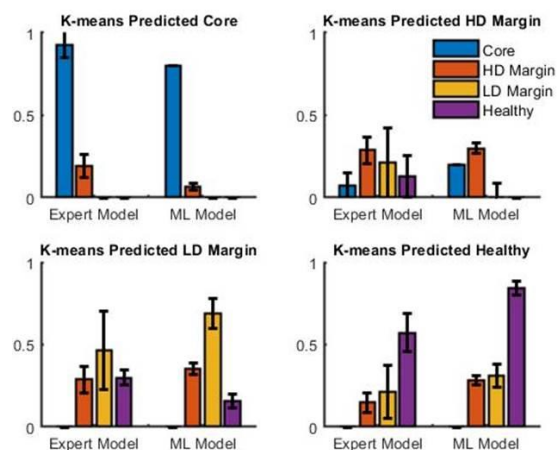 K-means Predicted Core
1
0.5
0
Expert Model ML Model
K-means Predicted HD Margin
1
0.5
0
Core
HD Margin
LD Margin
Healthy
Expert Model ML Model
K-means Predicted LD Margin
1
0.5
0
Expert Model ML Model
K-means Predicted Healthy
1
0.5
0
Expert Model ML Model